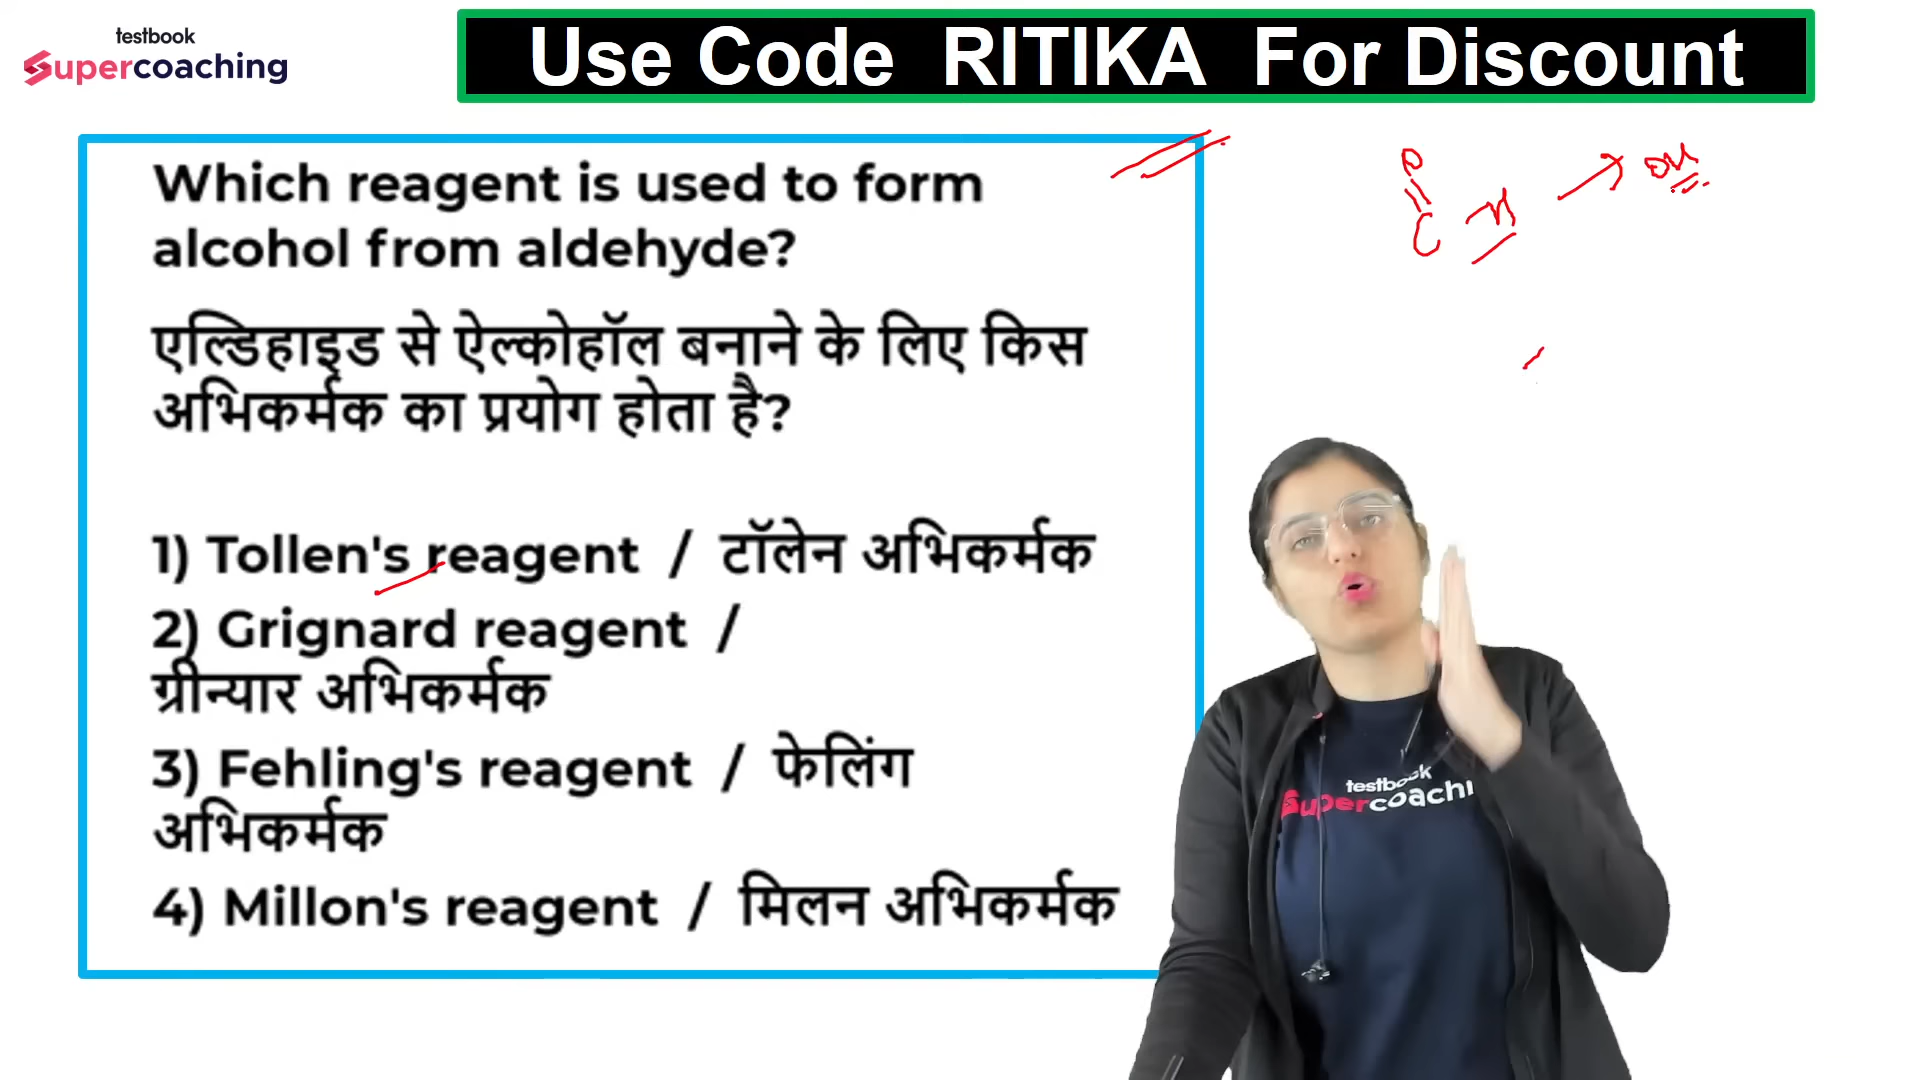 testbook
Supercoaching
Use Code RITIKA For Discount
Which reagent is used to form
alcohol from aldehyde?
एल्डिहाइड से ऐल्कोहॉल बनाने के लिए किस
अभिकर्मक का प्रयोग होता है?
1) Tollen's reagent / टॉलेन अभिकर्मक
2) Grignard reagent /
ग्रीन्यार अभिकर्मक
3) Fehling's reagent / फेलिंग
अभिकर्मक
4) Millon's reagent / मिलन अभिकर्मक
O
C H → OH
testbook
Supercoachi